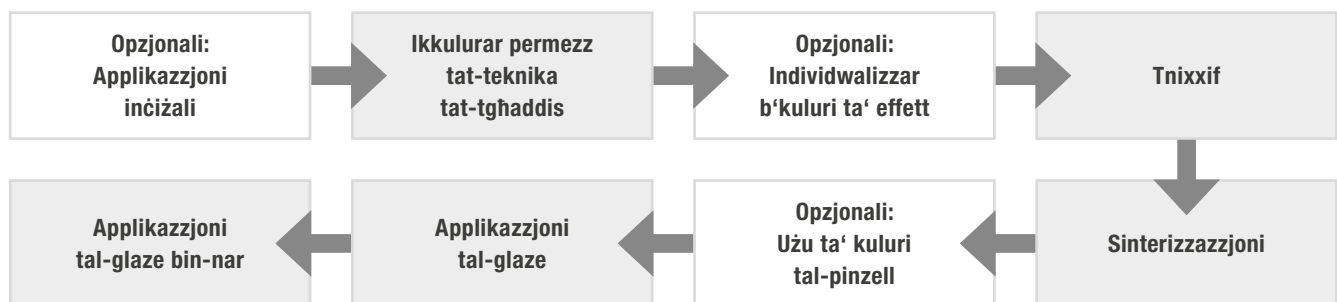 Opzjonali:
Applikazzjoni
inċiżali
Ikkulurar permezz
tat-teknika
tat-tgħaddis
Opzjonali:
Individwalizzar
b‘kuluri ta‘ effett
Tnixxif
Sinterizzazzjoni
Opzjonali:
Użu ta‘ kuluri
tal-pinzell
Applikazzjoni
tal-glaze
Applikazzjoni
tal-glaze bin-nar